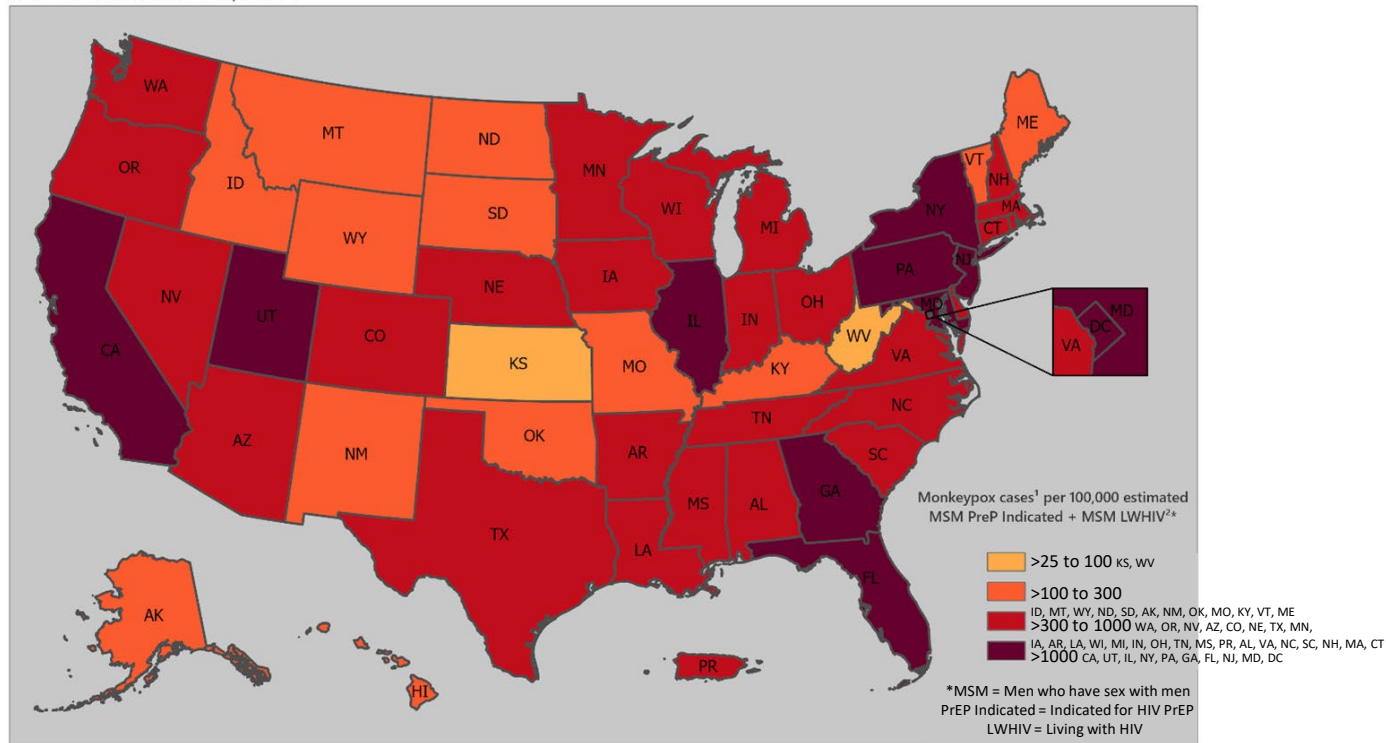 WA
MT
ND
ME
OR
MN
VT
ID
NH
SD
WI
NY
MA
WY
MI
CT
IA
PA
NJ
NE
NV
OH
MD
UT
IL
IN
CO
WV
MD
DC
VA
CA
KS
MO
VA
KY
NC
TN
OK
AZ
NM
AR
SC
MS
AL
GA
TX
LA
FL
AK
HI
PR
Monkeypox cases¹ per 100,000 estimated
MSM PreP Indicated + MSM LWHIV²*
>25 to 100 KS, WV
>100 to 300
ID, MT, WY, ND, SD, AK, NM, OK, MO, KY, VT, ME
>300 to 1000 WA, OR, NV, AZ, CO, NE, TX, MN,
IA, AR, LA, WI, MI, IN, OH, TN, MS, PR, AL, VA, NC, SC, NH, MA, CT
>1000 CA, UT, IL, NY, PA, GA, FL, NJ, MD, DC
*MSM = Men who have sex with men
PrEP Indicated = Indicated for HIV PrEP
LWHIV = Living with HIV